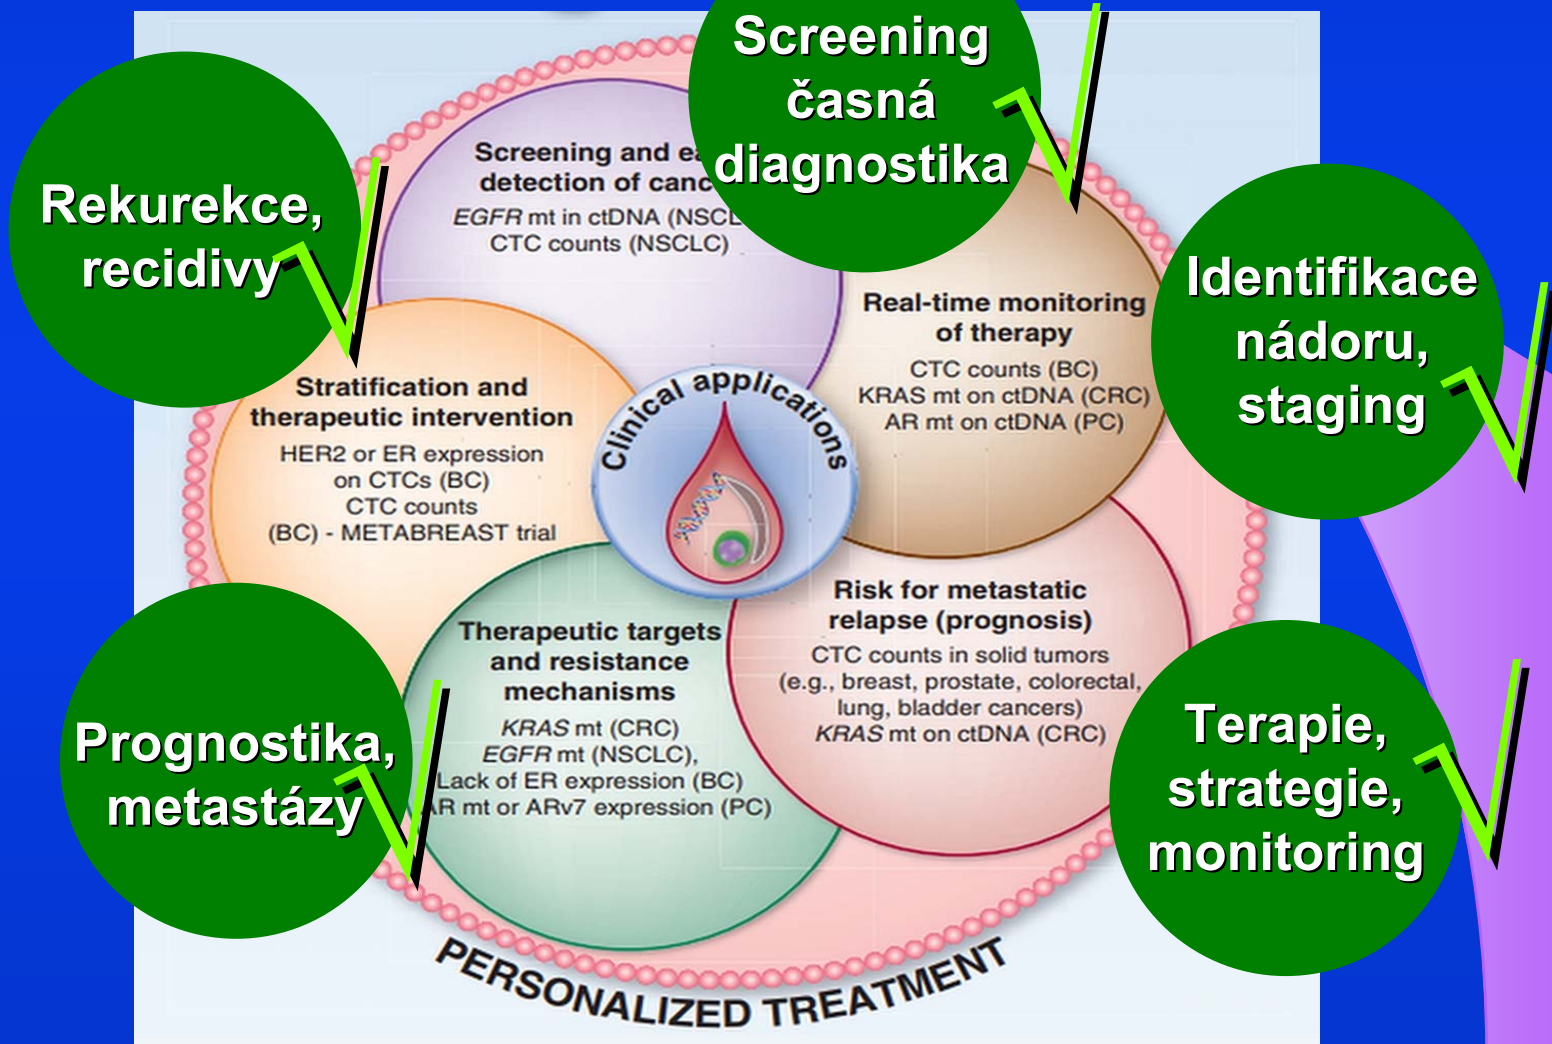 Screening
časná
diagnostika
Rekurekce,
recidivy
Identifikace
nádoru,
staging
Prognostika,
metastázy
Terapie,
strategie,
monitoring
Screening and
detection of
EGFR mt in ctDNA
CTC counts (NSCLC)
Real-time monitoring
of therapy
CTC counts (BC)
KRAS mt on ctDNA (CRC)
AR mt on ctDNA (PC)
Stratification and
therapeutic intervention
HER2 or ER expression
on CTCs (BC)
CTC counts
(BC) - METABREAST trial
Clinical applications
Risk for metastatic
relapse (prognosis)
CTC counts in solid tumors
(e.g., breast, prostate, colorectal,
lung, bladder cancers)
KRAS mt on ctDNA (CRC)
Therapeutic targets
and resistance
mechanisms
KRAS mt (CRC)
EGFR mt (NSCLC),
Lack of ER expression (BC)
AR mt or ARv7 expression (PC)
PERSONALIZED TREATMENT